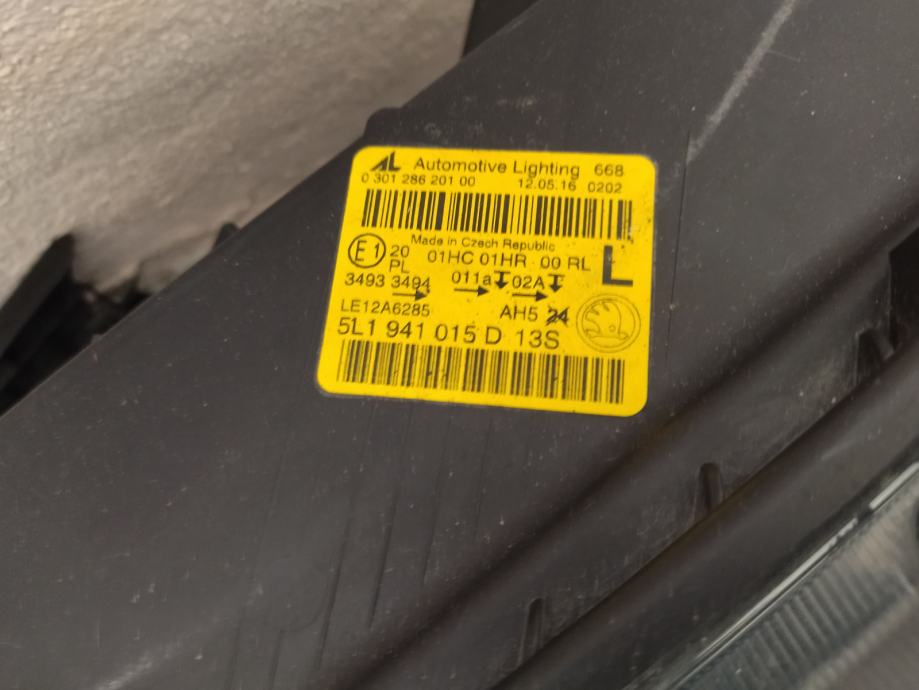 AL Automotive Lighting 668
0 301 286 201 00 12.05.16 0202
Made in Czech Republic
E1 20 01HC 01HR 00 RL L
PL
3493 3494 011a 02A
LE12A6285 AH5 24
5L1 941 015 D 13S